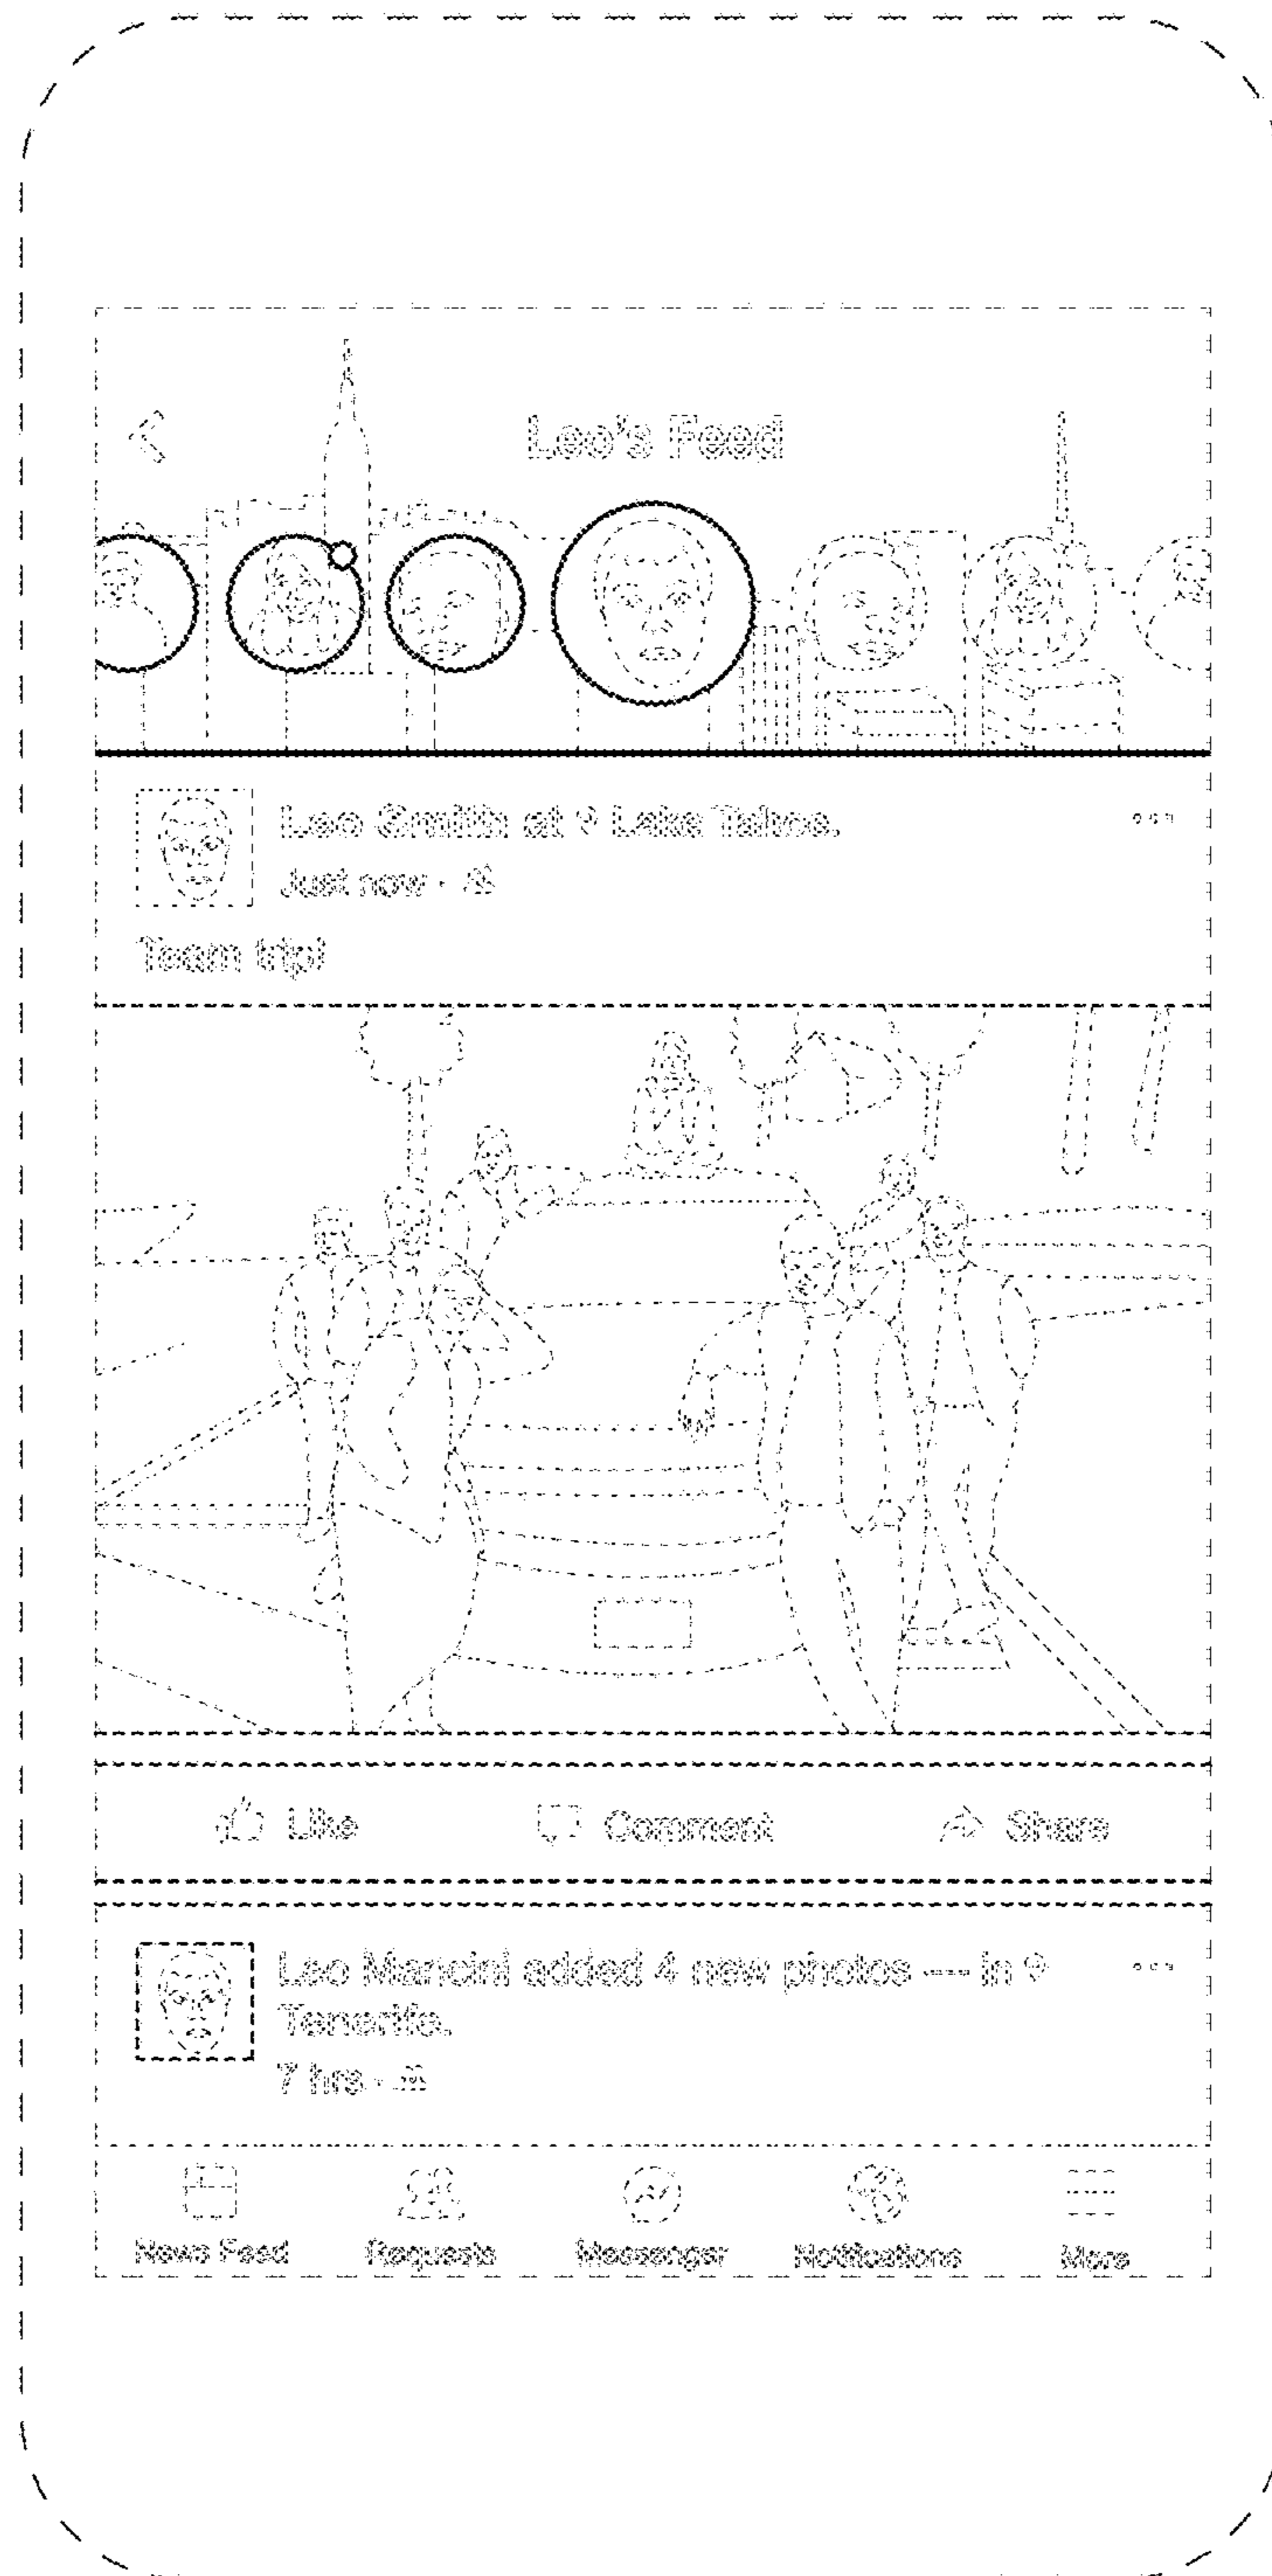 Leo's Feed
Leo Smith at Lake Tahoe.
Just now ·
Team trip!
Like Comment Share
Leo Mancini added 4 new photos — in
Tenerife.
7 hrs ·
News Feed Requests Messenger Notifications More